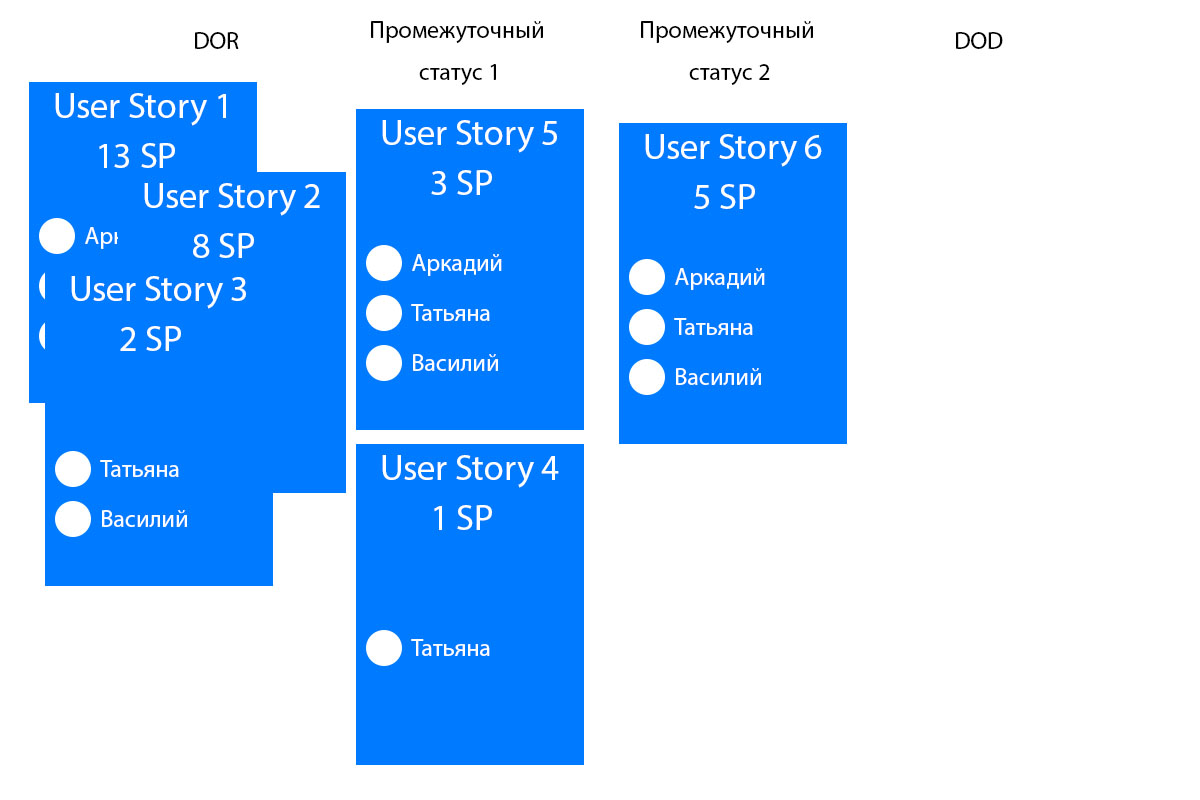 DOR
Промежуточный
статус 1
Промежуточный
статус 2
DOD
User Story 1
13 SP
User Story 2
8 SP
User Story 3
2 SP
Татьяна
Василий
User Story 5
3 SP
Аркадий
Татьяна
Василий
User Story 4
1 SP
Татьяна
User Story 6
5 SP
Аркадий
Татьяна
Василий